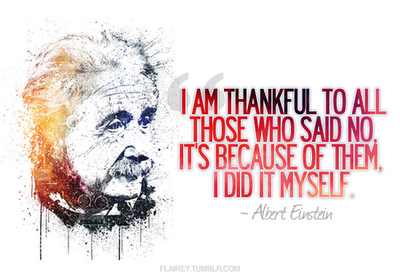 I AM THANKFUL TO ALL
THOSE WHO SAID NO,
IT'S BECAUSE OF THEM,
I DID IT MYSELF.
~ Albert Einstein
FLAIREY.TUMBLR.COM